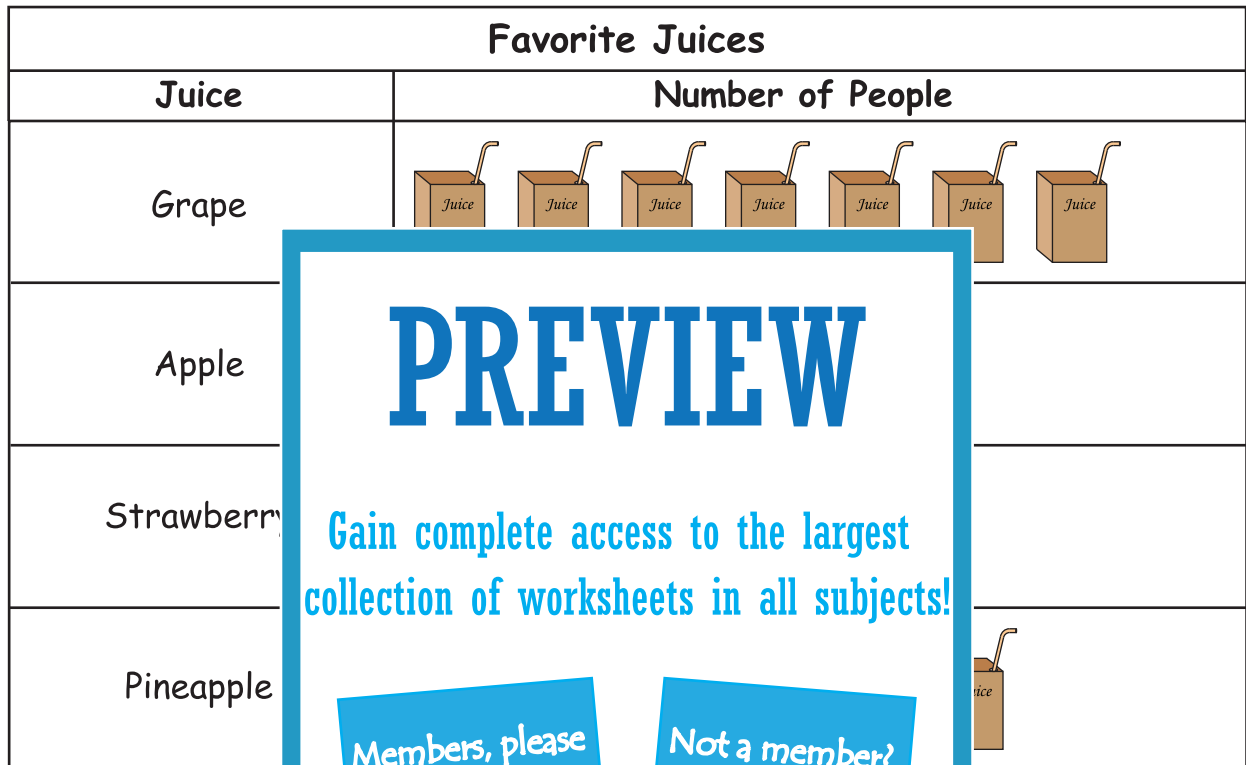 Favorite Juices
Juice Number of People
Grape Juice Juice Juice Juice Juice Juice Juice
Apple
PREVIEW
Strawberry
Gain complete access to the largest
collection of worksheets in all subjects!
Pineapple
Members, please
Not a member?